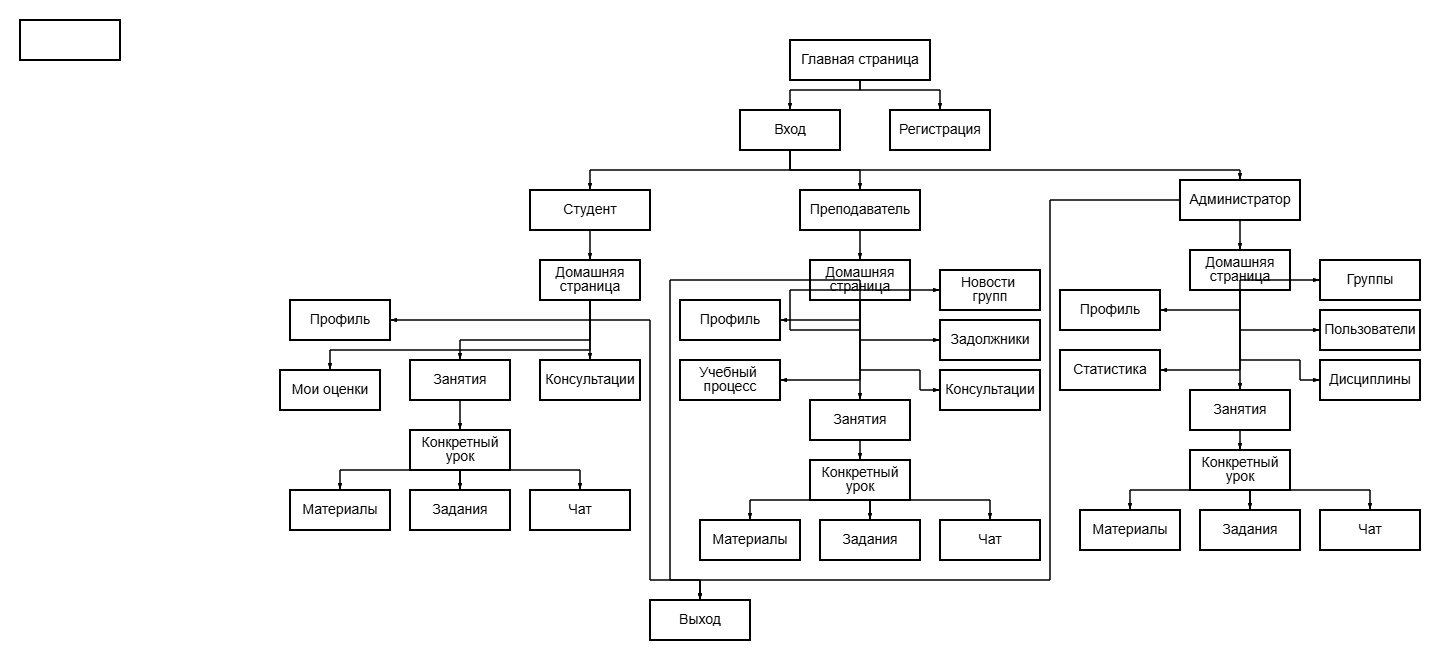 Главная страница
Вход
Регистрация
Студент
Преподаватель
Администратор
Домашняя
страница
Домашняя
страница
Домашняя
страница
Профиль
Мои оценки
Занятия
Консультации
Конкретный
урок
Материалы
Задания
Чат
Профиль
Учебный
процесс
Новости
групп
Задолжники
Консультации
Занятия
Конкретный
урок
Материалы
Задания
Чат
Профиль
Статистика
Группы
Пользователи
Дисциплины
Занятия
Конкретный
урок
Материалы
Задания
Чат
Выход